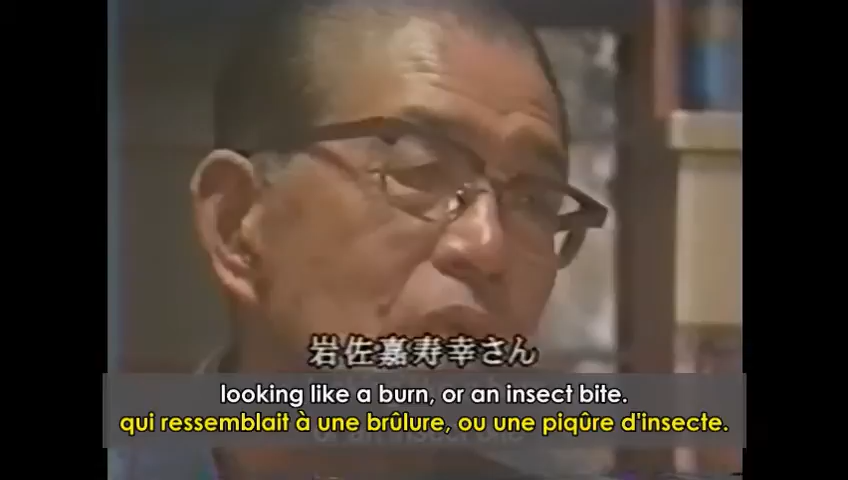 岩佐嘉寿幸さん
looking like a burn, or an insect bite.
qui ressemblait à une brûlure, ou une piqûre d'insecte.